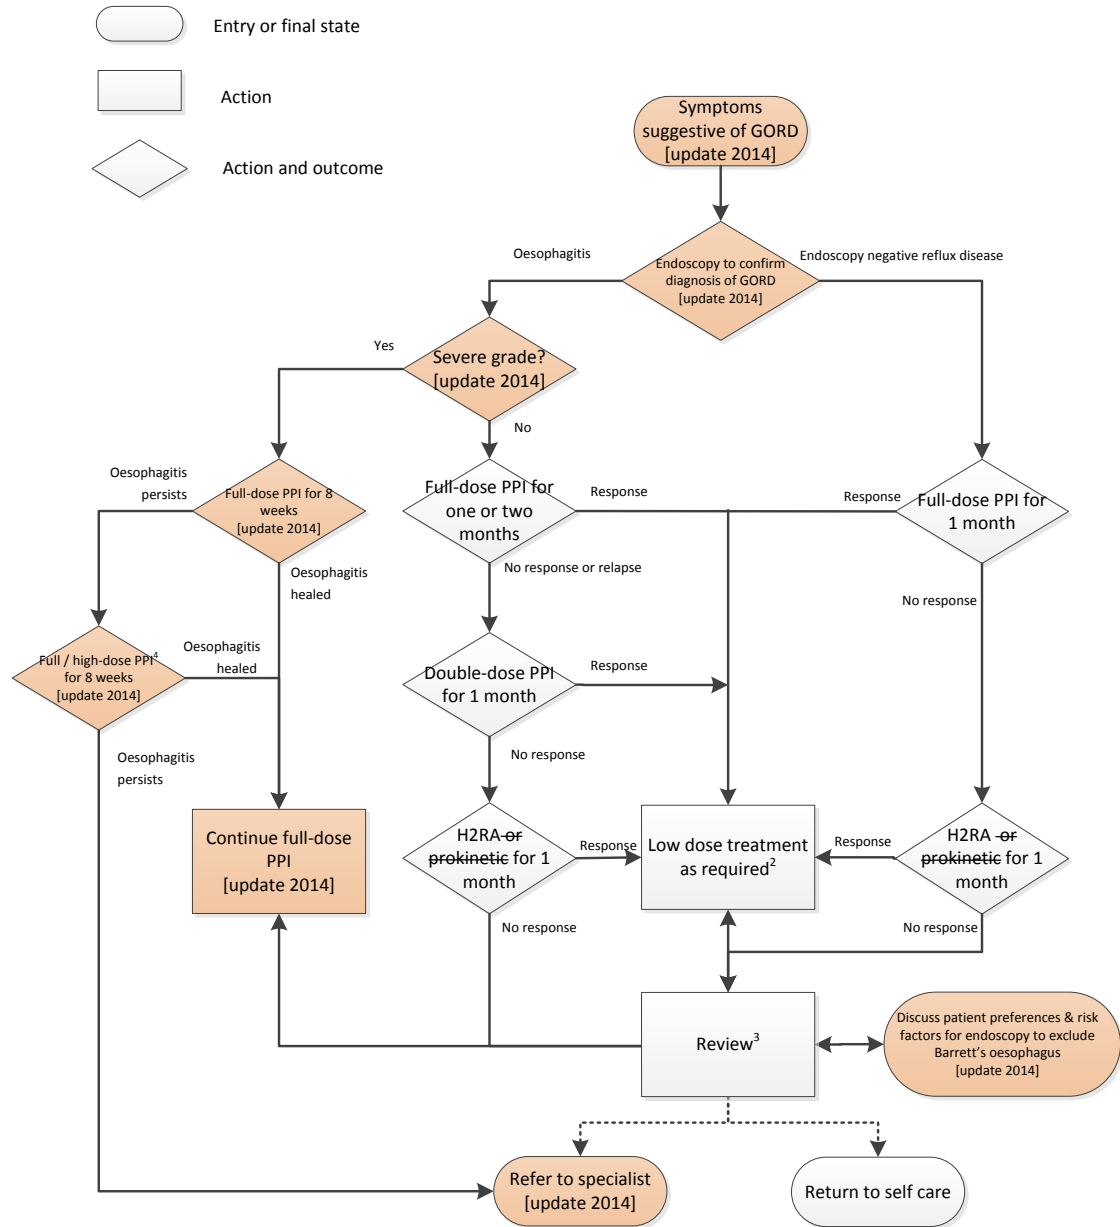 Entry or final state
Action
Action and outcome
Symptoms
suggestive of GORD
[update 2014]
Oesophagitis
Endoscopy to confirm
diagnosis of GORD
[update 2014]
Endoscopy negative reflux disease
Yes
Severe grade?
[update 2014]
No
Oesophagitis
persists
Full-dose PPI for 8
weeks
[update 2014]
Oesophagitis
healed
Full-dose PPI for
one or two
months
Response
Response
Full-dose PPI for
1 month
No response or relapse
No response
Full / high-dose PPI⁴
for 8 weeks
[update 2014]
Oesophagitis
healed
Oesophagitis
persists
Double-dose PPI
for 1 month
Response
No response
Continue full-dose
PPI
[update 2014]
H2RA or
prokinetic for 1
month
Response
No response
Low dose treatment
as required²
Response
H2RA or
prokinetic for 1
month
No response
Review³
Discuss patient preferences & risk
factors for endoscopy to exclude
Barrett's oesophagus
[update 2014]
Refer to specialist
[update 2014]
Return to self care